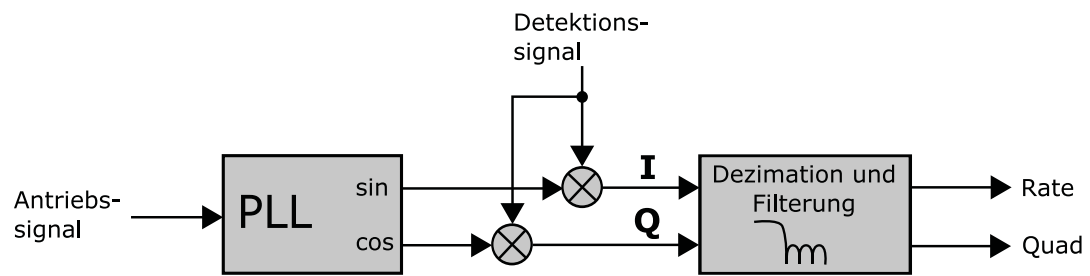 Detektions-
signal
Antriebs-
signal
PLL
sin
cos
I
Q
Dezimation und
Filterung
Rate
Quad